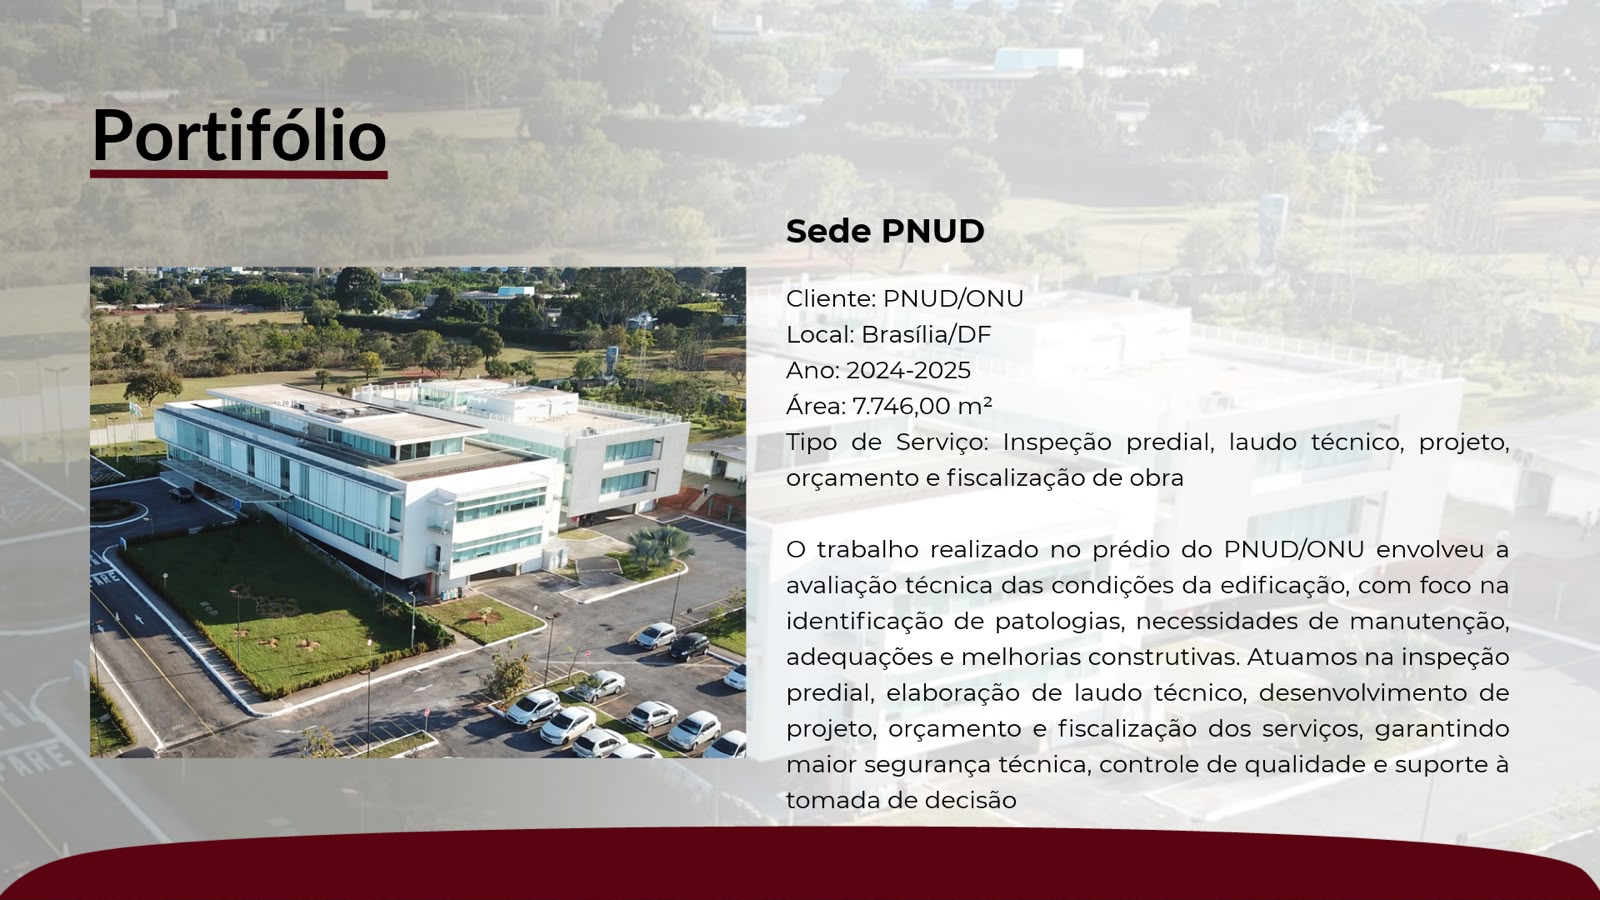 Portifólio
Sede PNUD
Cliente: PNUD/ONU
Local: Brasília/DF
Ano: 2024-2025
Área: 7.746,00 m²
Tipo de Serviço: Inspeção predial, laudo técnico, projeto,
orçamento e fiscalização de obra
O trabalho realizado no prédio do PNUD/ONU envolveu a
avaliação técnica das condições da edificação, com foco na
identificação de patologias, necessidades de manutenção,
adequações e melhorias construtivas. Atuamos na inspeção
predial, elaboração de laudo técnico, desenvolvimento de
projeto, orçamento e fiscalização dos serviços, garantindo
maior segurança técnica, controle de qualidade e suporte à
tomada de decisão